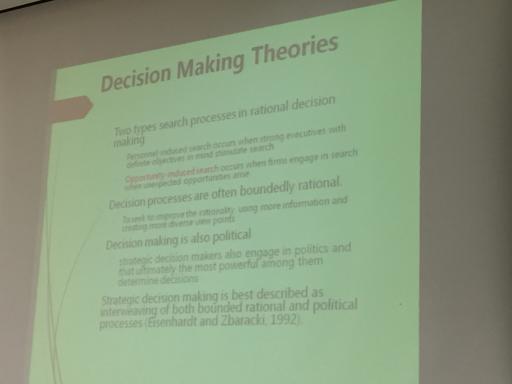 Decision Making Theories
Two types search processes in rational decision
making
Personnel-induced search occurs when strong executives with
definite objectives in mind stimulate search
Opportunity-induced search occurs when firms engage in search
when unexpected opportunities arise
Decision processes are often boundedly rational.
To seek to improve the rationality using more information and
creating more diverse view points
Decision making is also political
strategic decision makers also engage in politics and
that ultimately the most powerful among them
determine decisions
Strategic decision making is best described as
interweaving of both bounded rational and political
processes (Eisenhardt and Zbaracki, 1992).